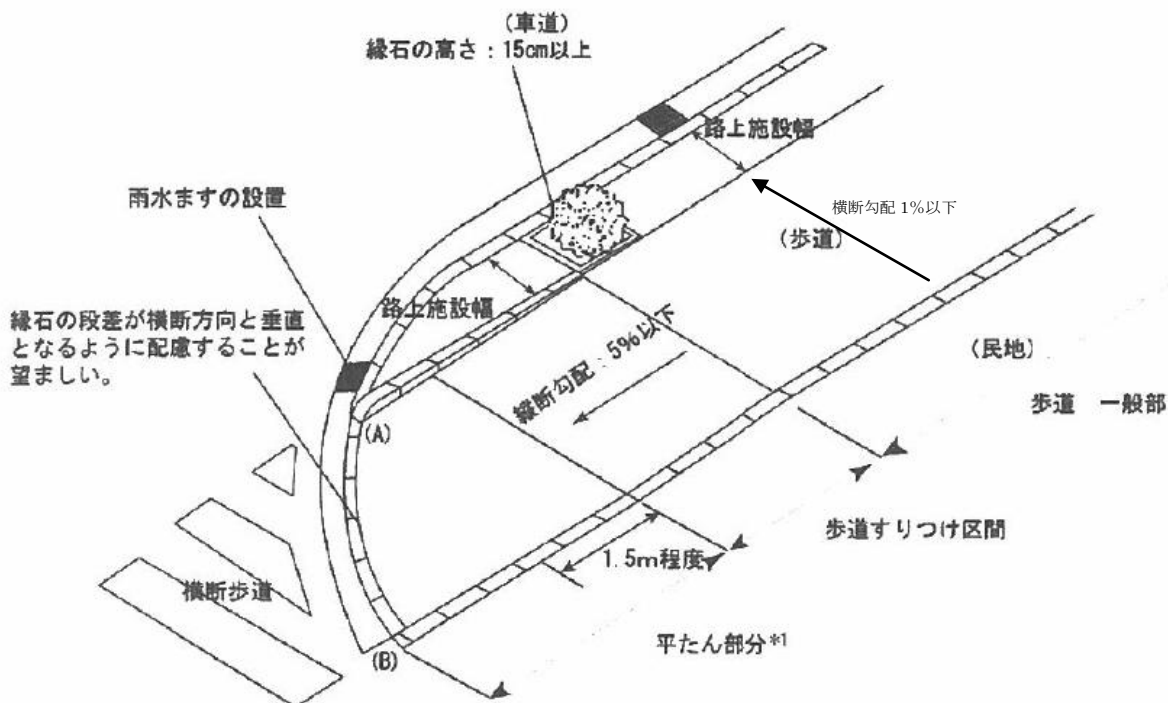 (車道)
縁石の高さ：15cm以上
路上施設幅
雨水ますの設置
横断勾配 1%以下
(歩道)
路上施設幅
縁石の段差が横断方向と垂直
となるように配慮することが
望ましい。
縦断勾配：5%以下
(民地)
歩道 一般部
(A)
歩道すりつけ区間
1.5m程度
横断歩道
平たん部分*1
(B)